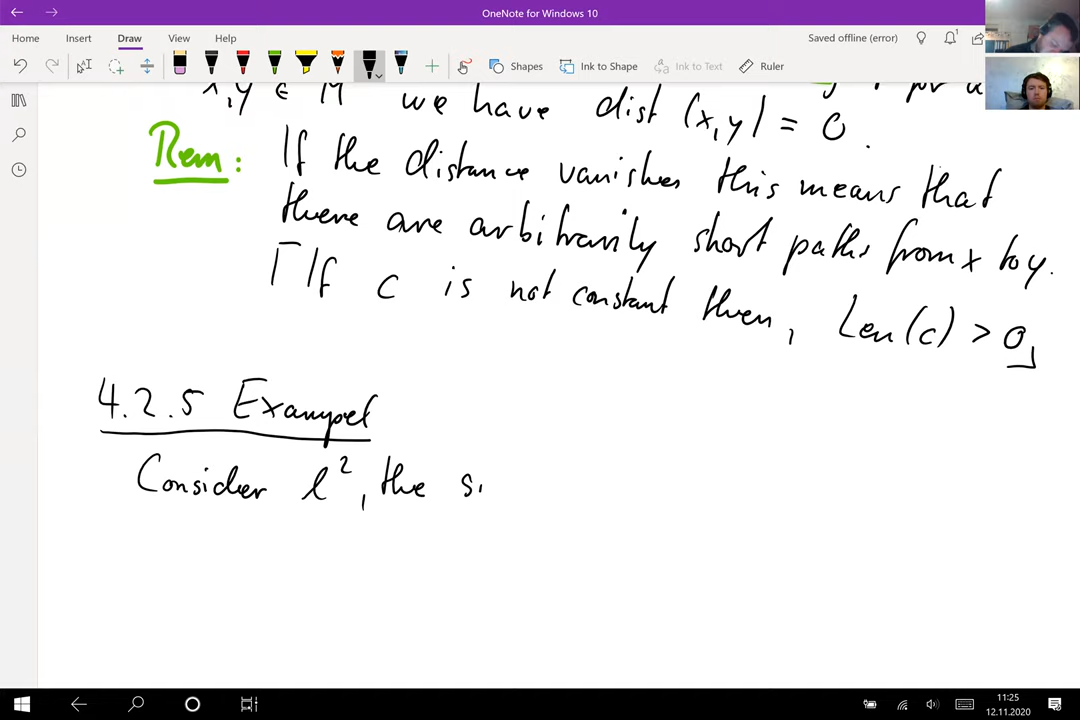 OneNote for Windows 10
Home Insert Draw View Help Saved offline (error)
Shapes Ink to Shape Ink to Text Ruler
x, y ∈ M we have dist (x,y) = 0.
Rem: If the distance vanishes this means that
there are arbitrarily short paths from x to y.
If c is not constant then, Len(c) > 0
4.2.5 Exampel
Consider l², the s
11:25
12.11.2020